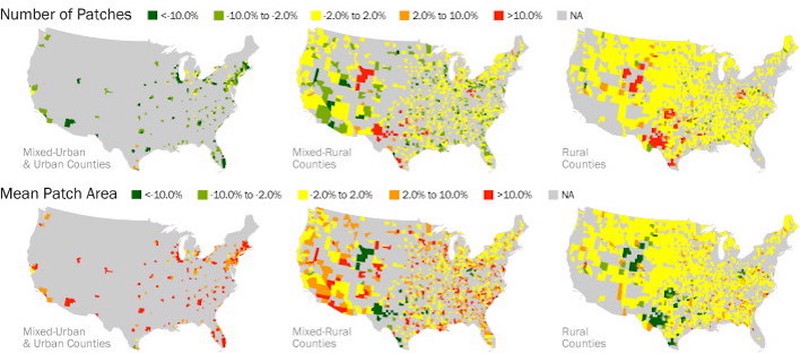 Number of Patches <-10.0% -10.0% to -2.0% -2.0% to 2.0% 2.0% to 10.0% >10.0% NA
Mixed-Urban
& Urban Counties
Mixed-Rural
Counties
Rural
Counties
Mean Patch Area <-10.0% -10.0% to -2.0% -2.0% to 2.0% 2.0% to 10.0% >10.0% NA
Mixed-Urban
& Urban Counties
Mixed-Rural
Counties
Rural
Counties